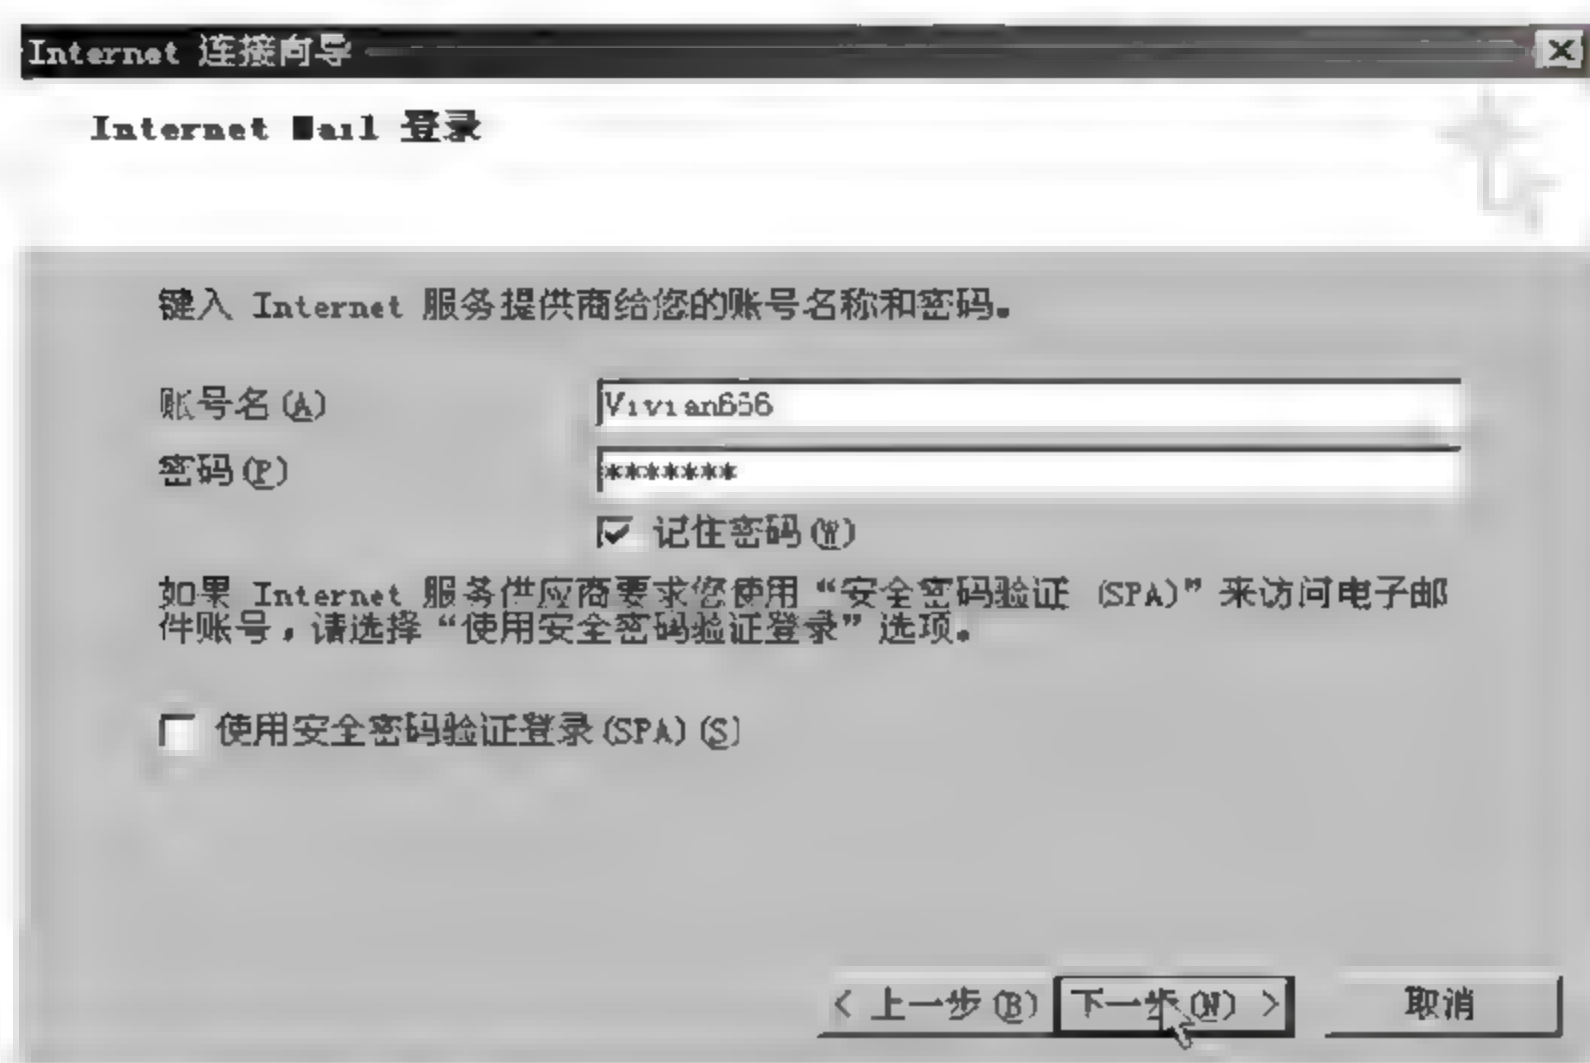 Internet 连接向导
Internet Mail 登录
键入 Internet 服务提供商给您的账号名称和密码。
账号名(A)
Vivian666
密码(P)
*******
记住密码(W)
如果 Internet 服务供应商要求您使用“安全密码验证 (SPA)”来访问电子邮
件账号，请选择“使用安全密码验证登录”选项。
使用安全密码验证登录(SPA)(S)
< 上一步(B)
下一步(N) >
取消